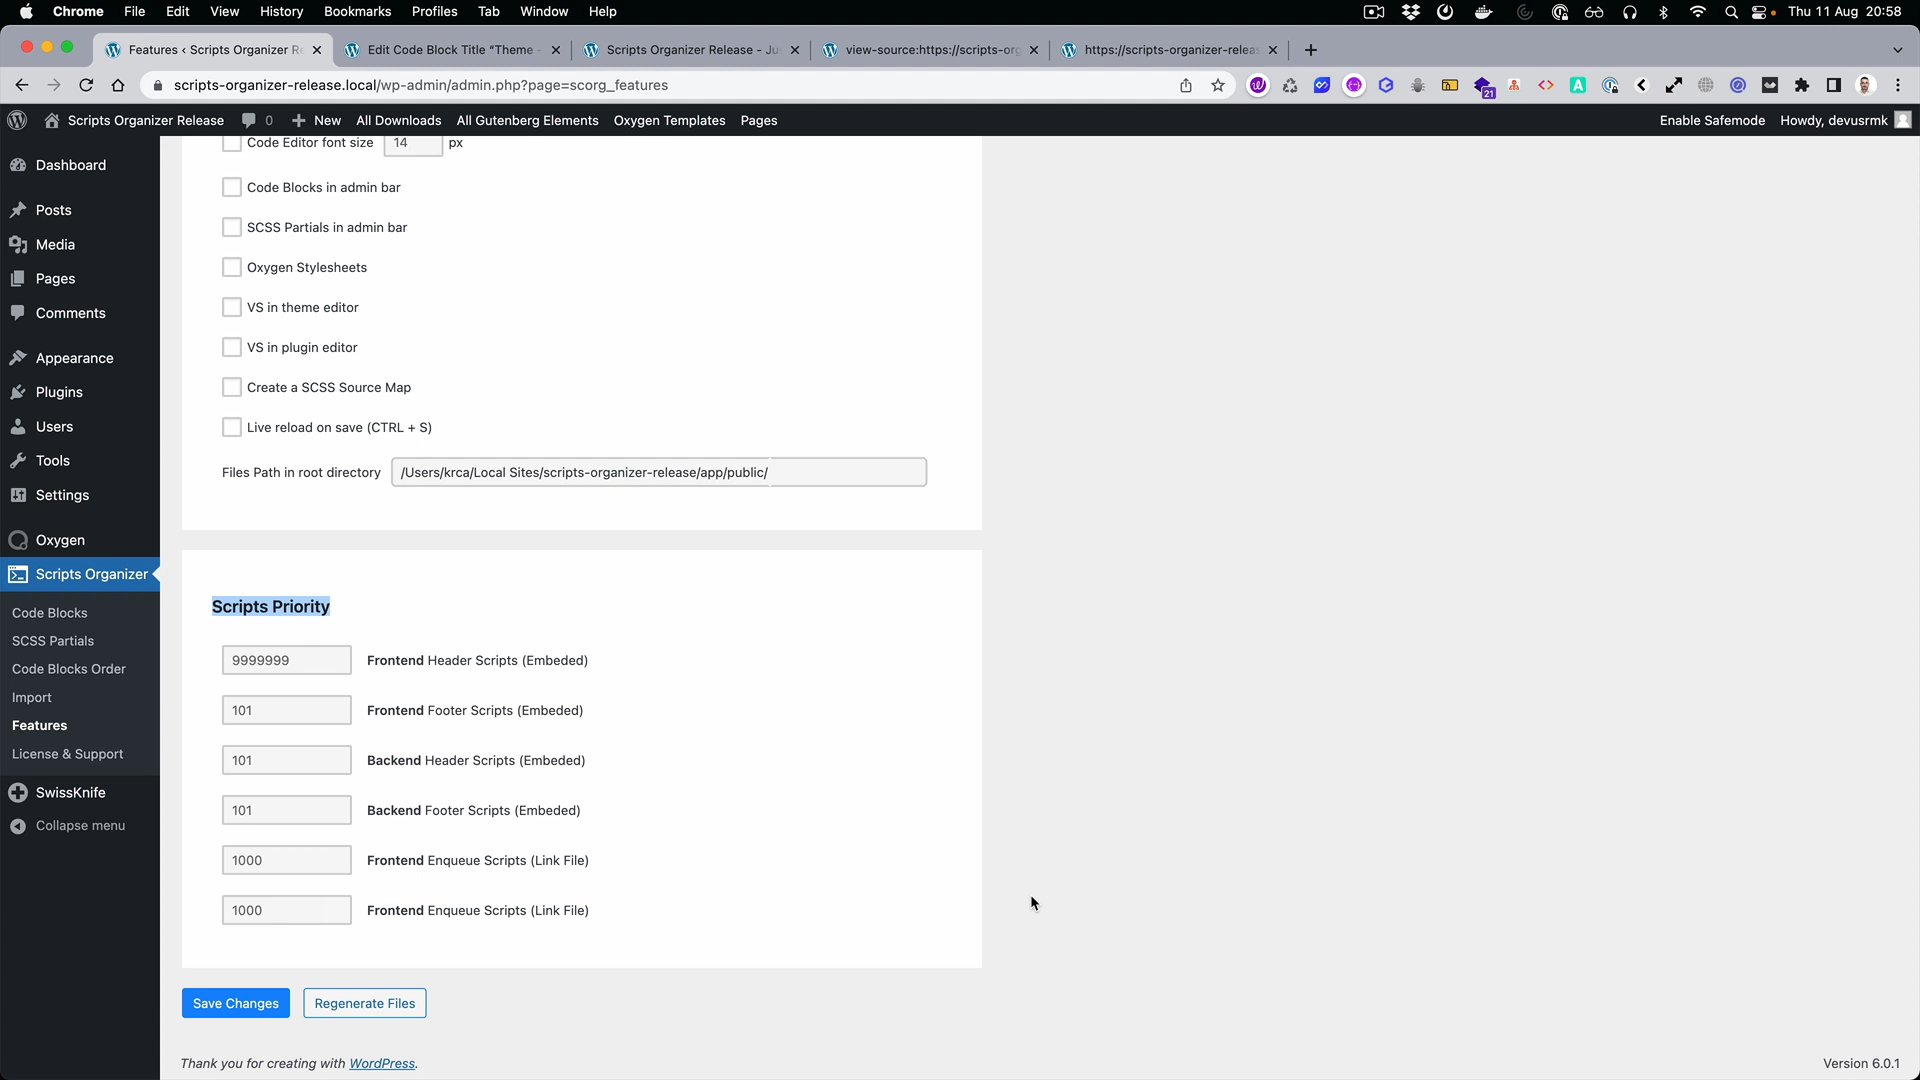 Chrome File Edit View History Bookmarks Profiles Tab Window Help Thu 11 Aug 20:58
Features ‹ Scripts Organizer Re
Edit Code Block Title "Theme -
Scripts Organizer Release - Ju
view-source:https://scripts-org
https://scripts-organizer-relea
scripts-organizer-release.local/wp-admin/admin.php?page=scorg_features
21
Scripts Organizer Release 0 New All Downloads All Gutenberg Elements Oxygen Templates Pages Enable Safemode Howdy, devusrmk
Dashboard
Posts
Media
Pages
Comments
Appearance
Plugins
Users
Tools
Settings
Oxygen
Scripts Organizer
Code Blocks
SCSS Partials
Code Blocks Order
Import
Features
License & Support
SwissKnife
Collapse menu
Code Editor font size 14 px
Code Blocks in admin bar
SCSS Partials in admin bar
Oxygen Stylesheets
VS in theme editor
VS in plugin editor
Create a SCSS Source Map
Live reload on save (CTRL + S)
Files Path in root directory /Users/krca/Local Sites/scripts-organizer-release/app/public/
Scripts Priority
9999999 Frontend Header Scripts (Embeded)
101 Frontend Footer Scripts (Embeded)
101 Backend Header Scripts (Embeded)
101 Backend Footer Scripts (Embeded)
1000 Frontend Enqueue Scripts (Link File)
1000 Frontend Enqueue Scripts (Link File)
Save Changes Regenerate Files
Thank you for creating with WordPress. Version 6.0.1